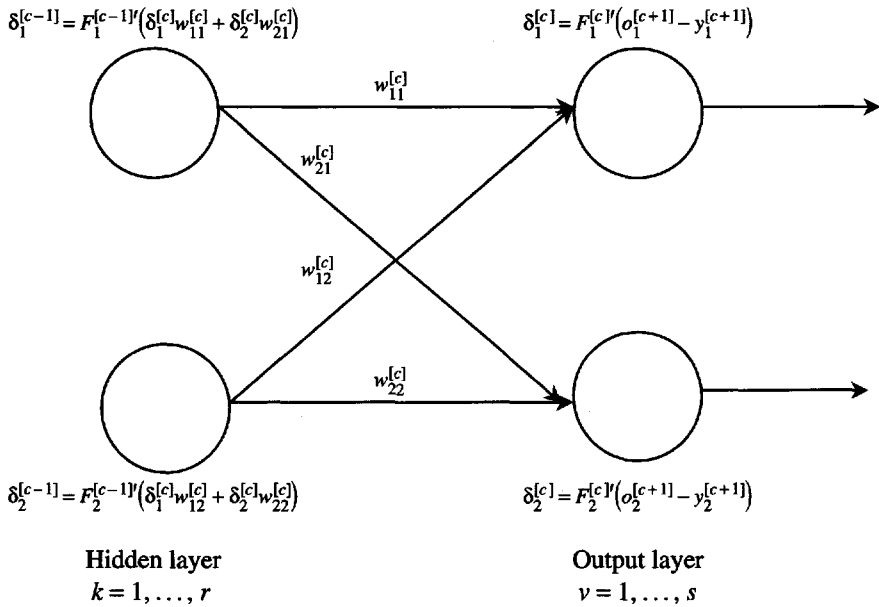 δ₁^[c−1] = F₁^[c−1]′(δ₁^[c]w₁₁^[c] + δ₂^[c]w₂₁^[c])
δ₁^[c] = F₁^[c]′(o₁^[c+1] − y₁^[c+1])
w₁₁^[c]
w₂₁^[c]
w₁₂^[c]
w₂₂^[c]
δ₂^[c−1] = F₂^[c−1]′(δ₁^[c]w₁₂^[c] + δ₂^[c]w₂₂^[c])
δ₂^[c] = F₂^[c]′(o₂^[c+1] − y₂^[c+1])
Hidden layer
k = 1, …, r
Output layer
v = 1, …, s